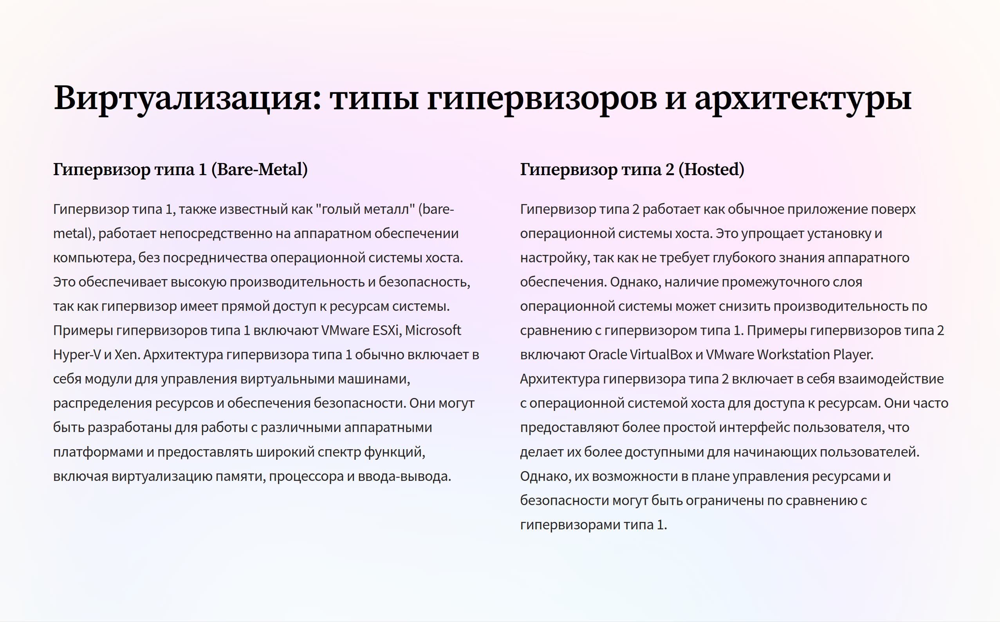 Виртуализация: типы гипервизоров и архитектуры
Гипервизор типа 1 (Bare-Metal)
Гипервизор типа 1, также известный как "голый металл" (bare-
metal), работает непосредственно на аппаратном обеспечении
компьютера, без посредничества операционной системы хоста.
Это обеспечивает высокую производительность и безопасность,
так как гипервизор имеет прямой доступ к ресурсам системы.
Примеры гипервизоров типа 1 включают VMware ESXi, Microsoft
Hyper-V и Xen. Архитектура гипервизора типа 1 обычно включает в
себя модули для управления виртуальными машинами,
распределения ресурсов и обеспечения безопасности. Они могут
быть разработаны для работы с различными аппаратными
платформами и предоставлять широкий спектр функций,
включая виртуализацию памяти, процессора и ввода-вывода.
Гипервизор типа 2 (Hosted)
Гипервизор типа 2 работает как обычное приложение поверх
операционной системы хоста. Это упрощает установку и
настройку, так как не требует глубокого знания аппаратного
обеспечения. Однако, наличие промежуточного слоя
операционной системы может снизить производительность по
сравнению с гипервизором типа 1. Примеры гипервизоров типа 2
включают Oracle VirtualBox и VMware Workstation Player.
Архитектура гипервизора типа 2 включает в себя взаимодействие
с операционной системой хоста для доступа к ресурсам. Они часто
предоставляют более простой интерфейс пользователя, что
делает их более доступными для начинающих пользователей.
Однако, их возможности в плане управления ресурсами и
безопасности могут быть ограничены по сравнению с
гипервизорами типа 1.